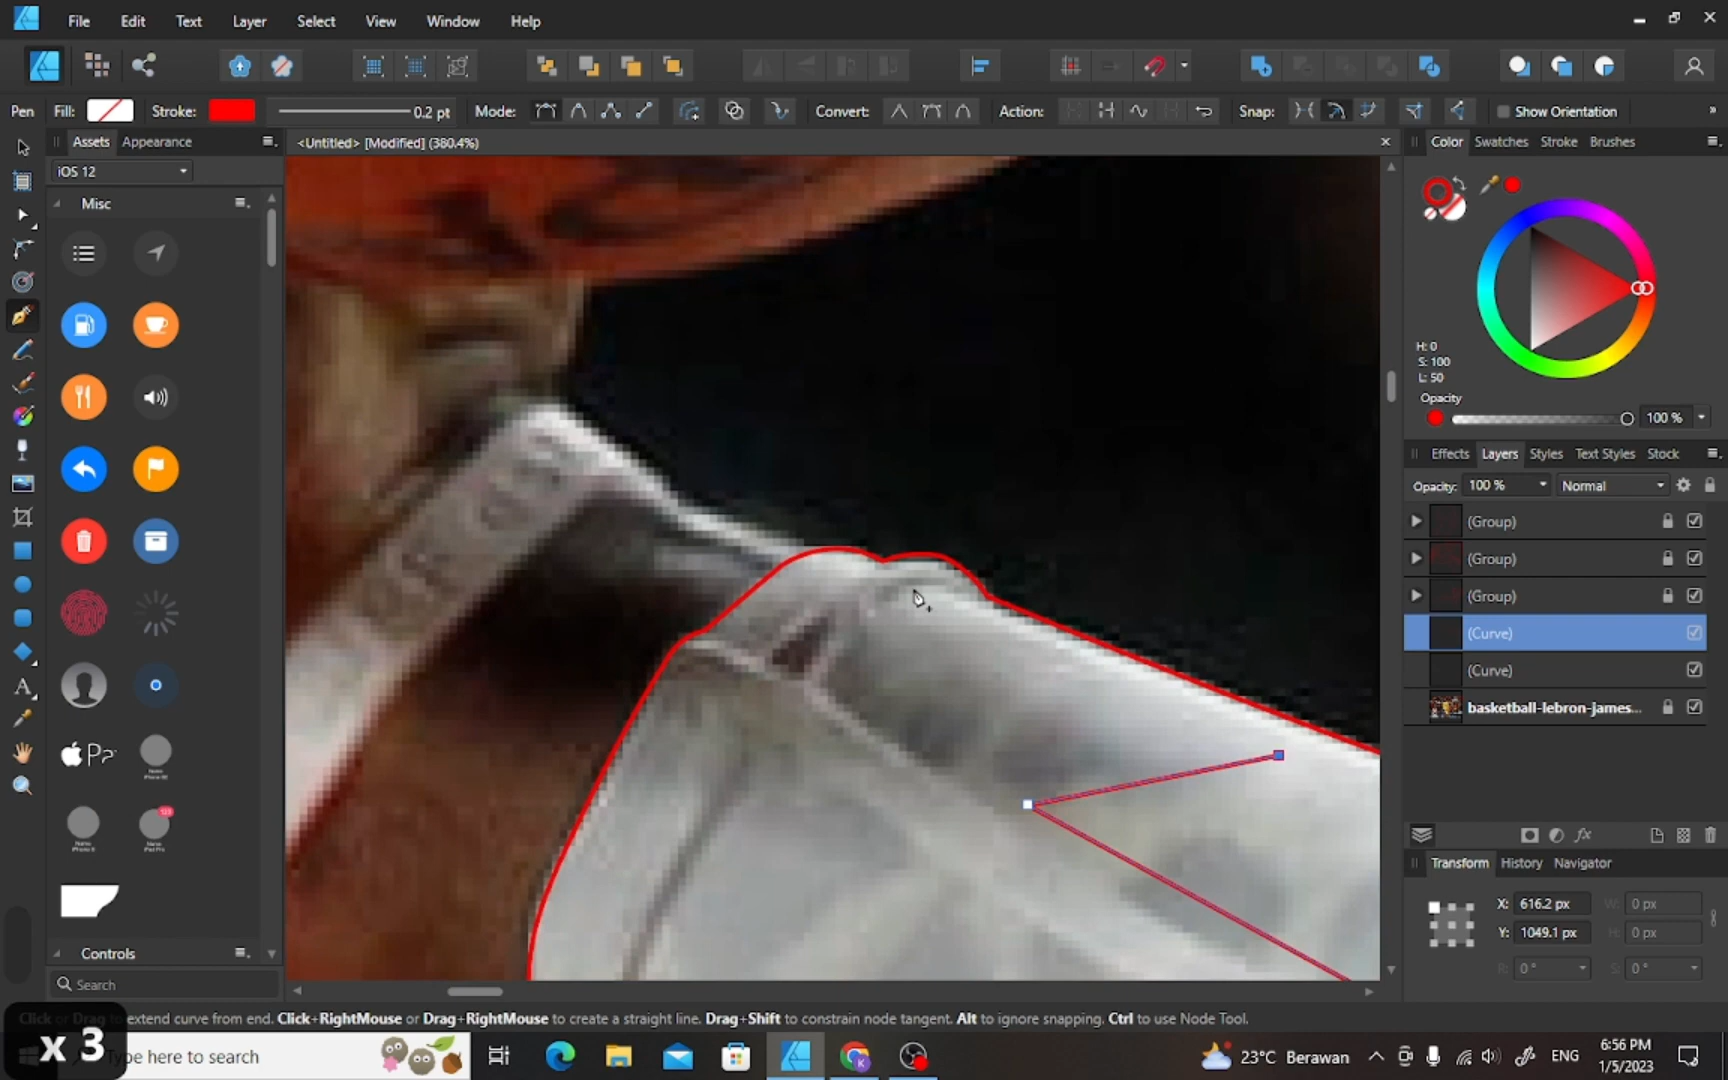 File Edit Text Layer Select View Window Help
Pen Fill: Stroke: 0.2 pt Mode: Convert: Action: Snap: Show Orientation »
Assets Appearance
<Untitled> [Modified] (380.4%)
Color Swatches Stroke Brushes
iOS 12
Misc
H: 0
S: 100
L: 50
Opacity
100 %
Effects Layers Styles Text Styles Stock
Opacity: 100 % Normal
(Group)
(Group)
(Group)
(Curve)
(Curve)
basketball-lebron-james...
Transform History Navigator
X: 616.2 px W: 0 px
Y: 1049.1 px H: 0 px
R: 0 ° S: 0 °
Controls
Search
Click or Drag to extend curve from end. Click+RightMouse or Drag+RightMouse to create a straight line. Drag+Shift to constrain node tangent. Alt to ignore snapping. Ctrl to use Node Tool.
x 3
Type here to search
23°C Berawan
ENG
6:56 PM
1/5/2023